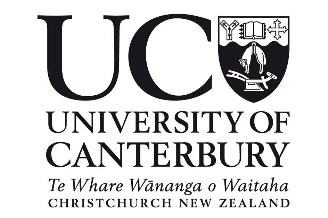 UC
UNIVERSITY OF
CANTERBURY
Te Whare Wānanga o Waitaha
CHRISTCHURCH NEW ZEALAND